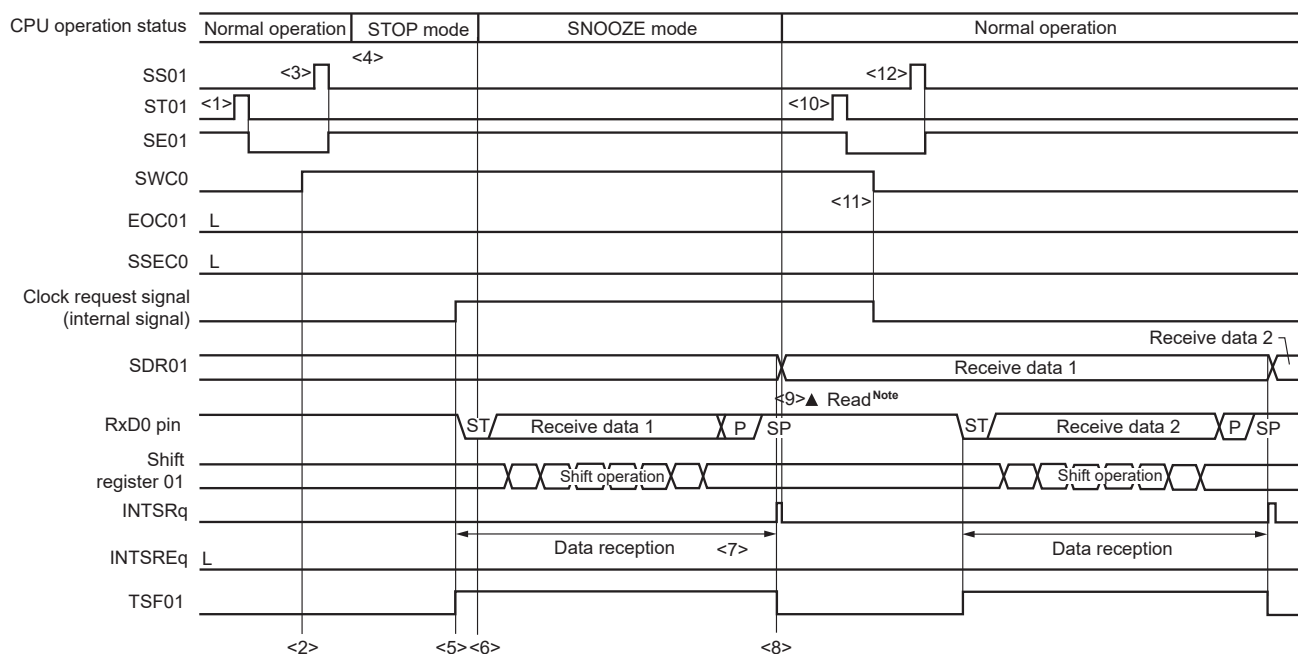 CPU operation status Normal operation STOP mode SNOOZE mode Normal operation
<4>
SS01 <3> <12>
ST01 <1> <10>
SE01
SWC0
<11>
EOC01 L
SSEC0 L
Clock request signal
(internal signal)
Receive data 2
SDR01 Receive data 1
<9>▲ Read Note
RxD0 pin ST Receive data 1 P SP ST Receive data 2 P SP
Shift
register 01 Shift operation Shift operation
INTSRq
Data reception <7> Data reception
INTSREq L
TSF01
<2> <5> <6> <8>